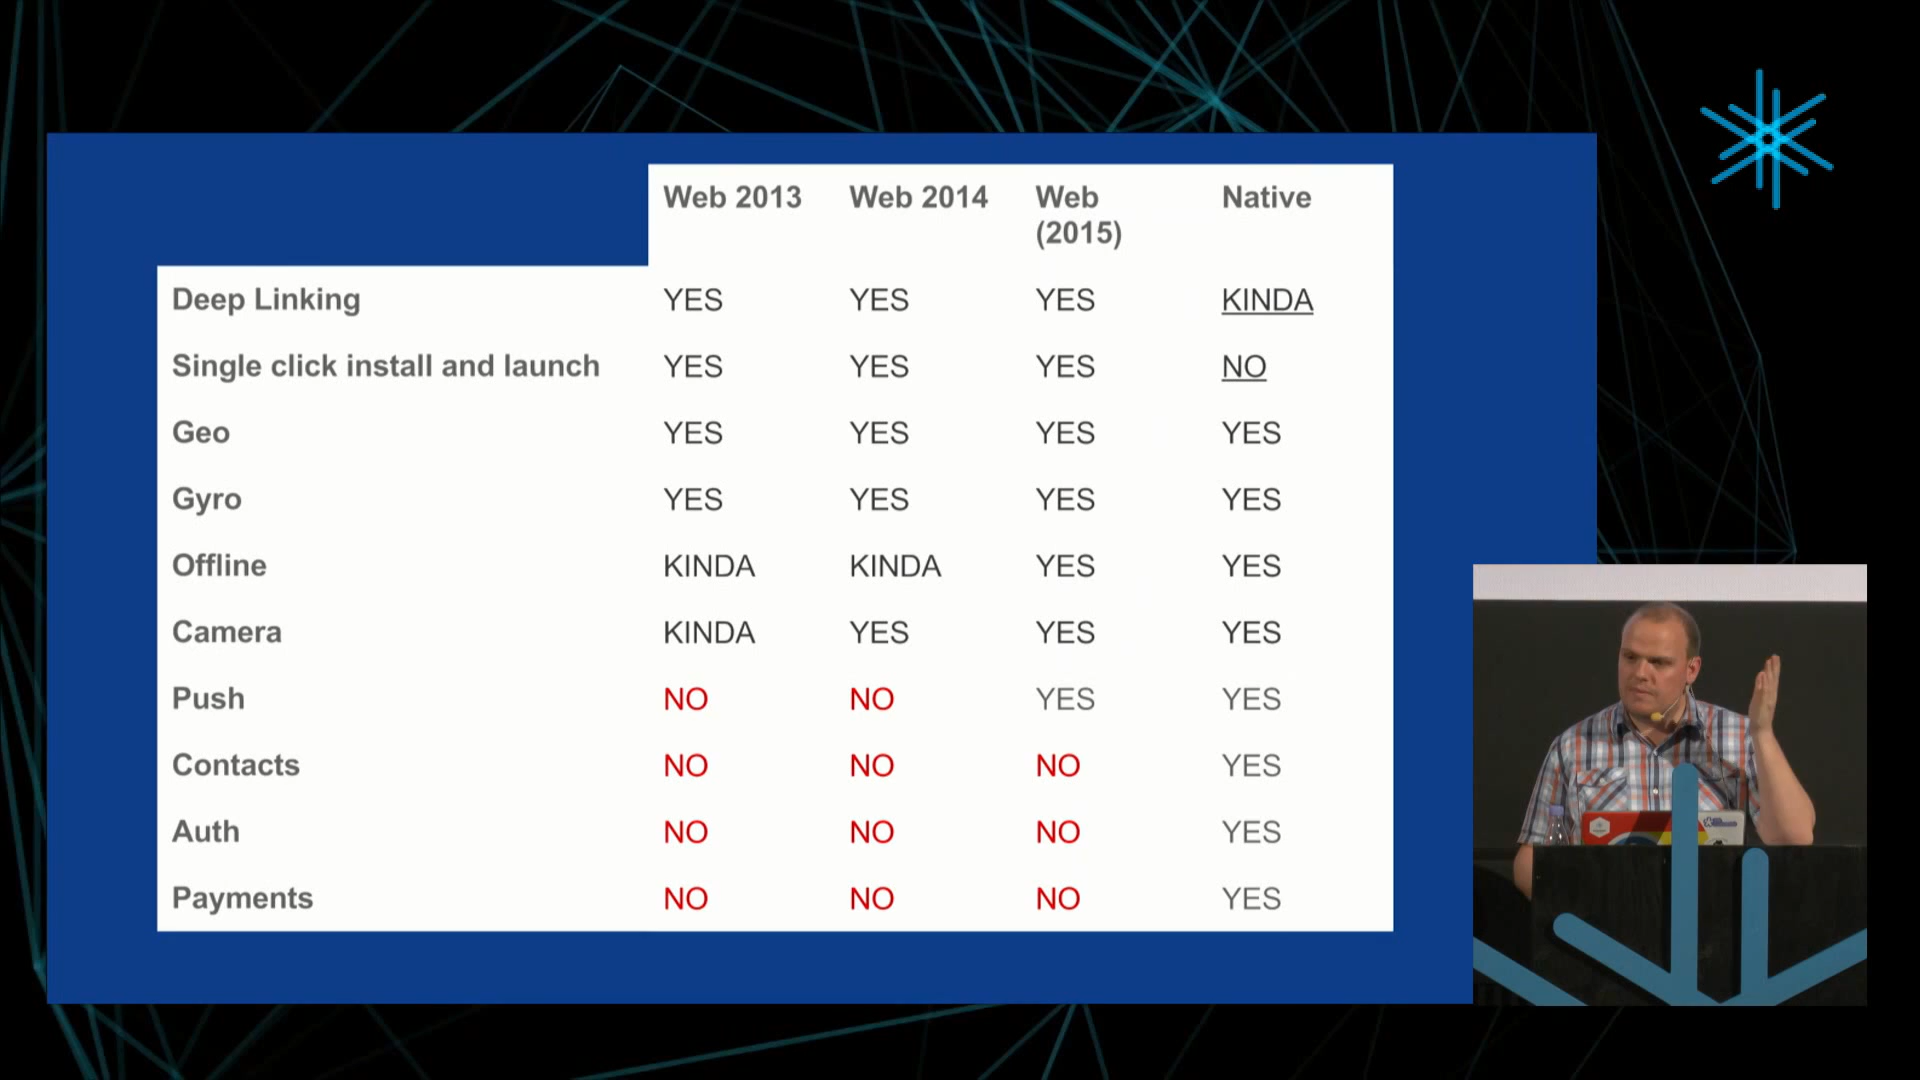 Web 2013 Web 2014 Web (2015) Native
Deep Linking YES YES YES KINDA
Single click install and launch YES YES YES NO
Geo YES YES YES YES
Gyro YES YES YES YES
Offline KINDA KINDA YES YES
Camera KINDA YES YES YES
Push NO NO YES YES
Contacts NO NO NO YES
Auth NO NO NO YES
Payments NO NO NO YES